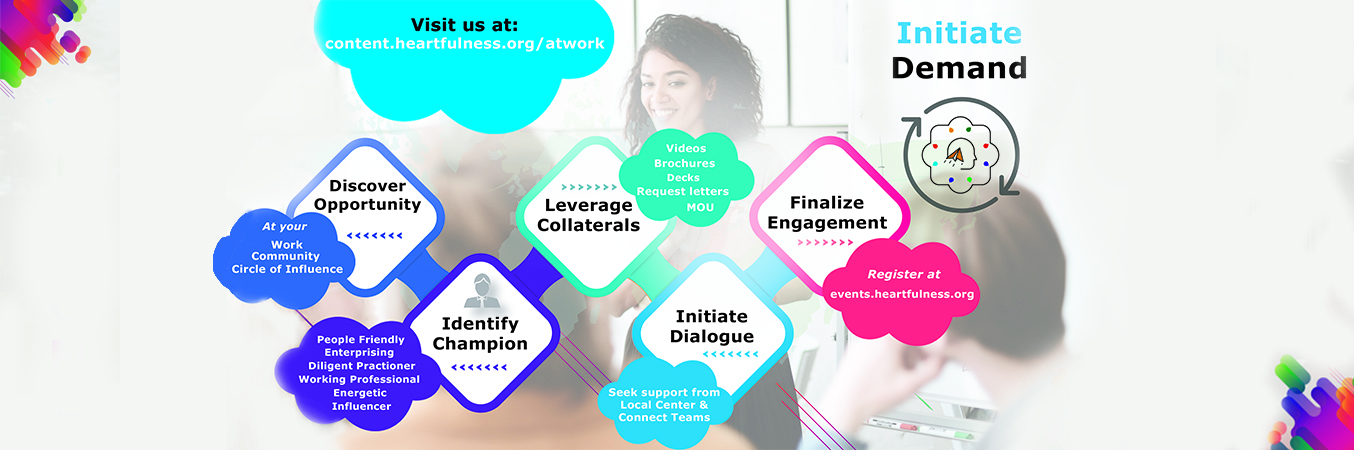 Visit us at:
content.heartfulness.org/atwork
Initiate
Demand
Discover
Opportunity
At your
Work
Community
Circle of Influence
Identify
Champion
People Friendly
Enterprising
Diligent Practioner
Working Professional
Energetic
Influencer
Leverage
Collaterals
Videos
Brochures
Decks
Request letters
MOU
Initiate
Dialogue
Seek support from
Local Center &
Connect Teams
Finalize
Engagement
Register at
events.heartfulness.org